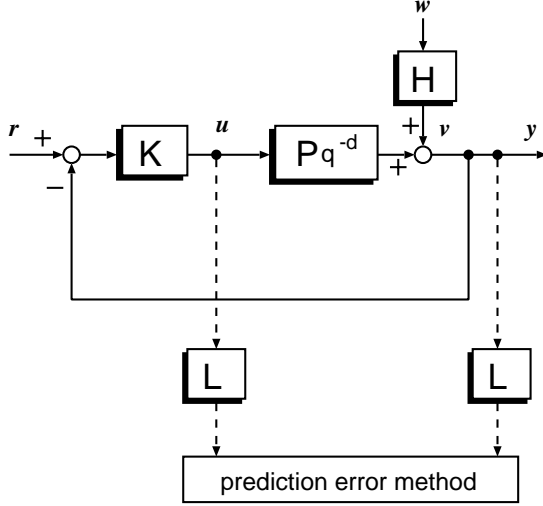 w
H
r + K u Pq^{-d} + + v y
−
L L
prediction error method